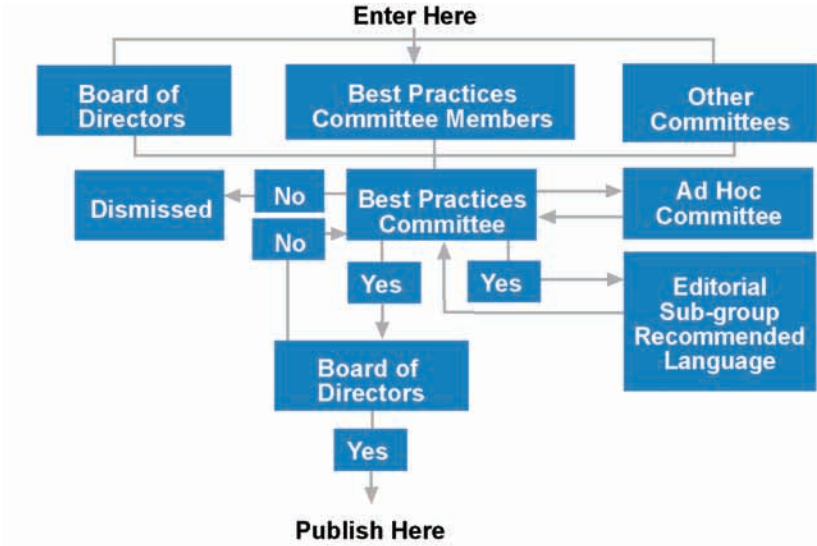 Enter Here
Board of
Directors
Best Practices
Committee Members
Other
Committees
Dismissed
No
Best Practices
Committee
Ad Hoc
Committee
No
Yes
Yes
Editorial
Sub-group
Recommended
Language
Board of
Directors
Yes
Publish Here